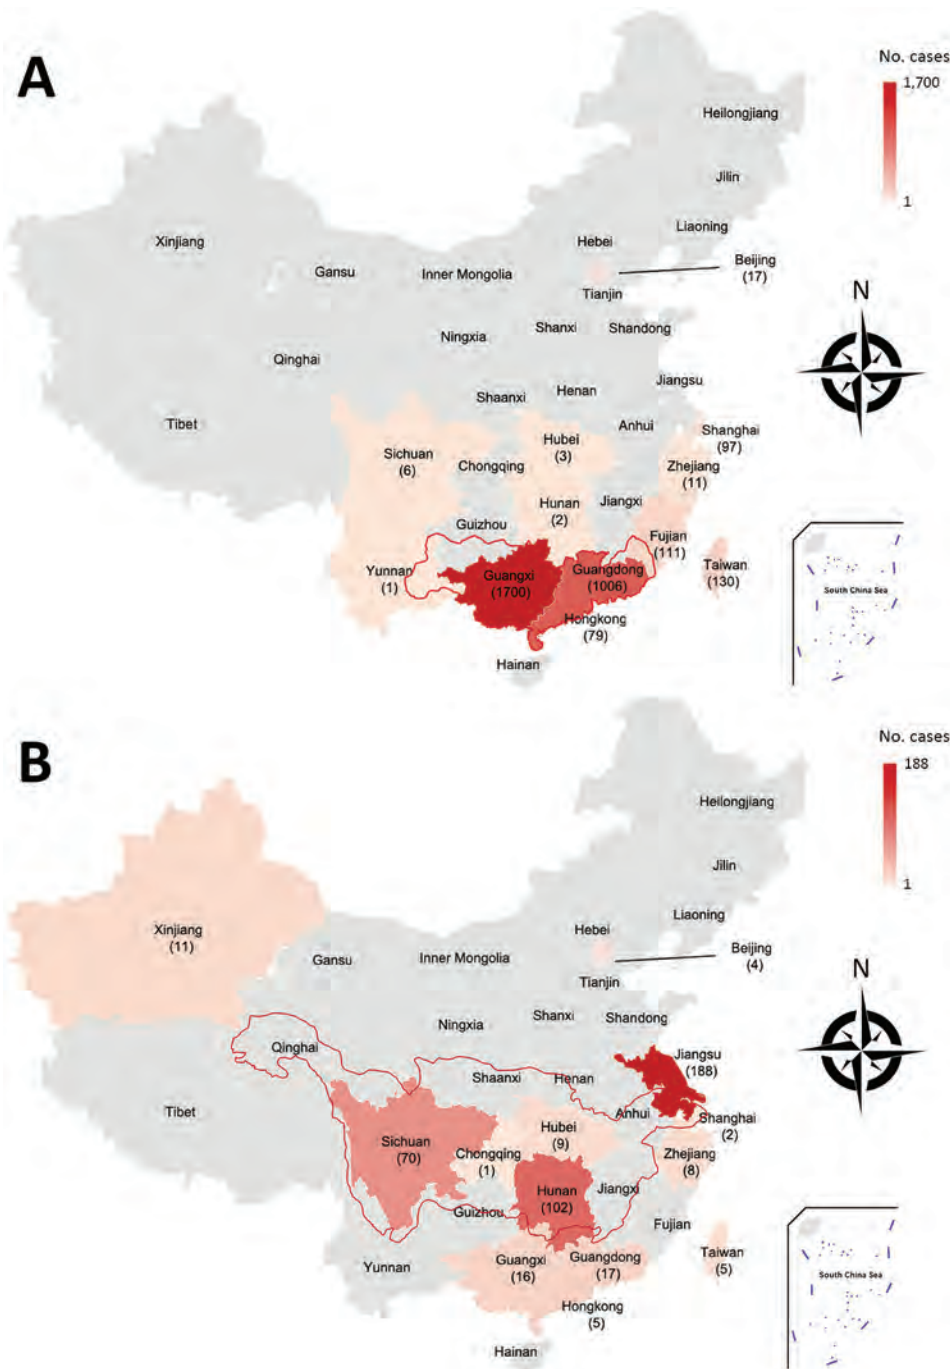 A
No. cases
1,700
1
Heilongjiang
Jilin
Liaoning
Hebei
Beijing
(17)
Xinjiang
Gansu
Inner Mongolia
Tianjin
Ningxia
Shanxi
Shandong
Qinghai
N
Jiangsu
Shaanxi
Henan
Tibet
Anhui
Shanghai
(97)
Sichuan
(6)
Chongqing
Hubei
(3)
Zhejiang
(11)
Hunan
(2)
Jiangxi
Guizhou
Fujian
(111)
Yunnan
(1)
Guangxi
(1700)
Guangdong
(1006)
Taiwan
(130)
Hongkong
(79)
Hainan
South China Sea
B
No. cases
188
1
Heilongjiang
Jilin
Liaoning
Hebei
Beijing
(4)
Xinjiang
(11)
Gansu
Inner Mongolia
Tianjin
Ningxia
Shanxi
Shandong
N
Qinghai
Jiangsu
(188)
Shaanxi
Henan
Tibet
Anhui
Shanghai
(2)
Sichuan
(70)
Chongqing
(1)
Hubei
(9)
Zhejiang
(8)
Hunan
(102)
Jiangxi
Guizhou
Fujian
Yunnan
Guangxi
(16)
Guangdong
(17)
Taiwan
(5)
Hongkong
(5)
Hainan
South China Sea